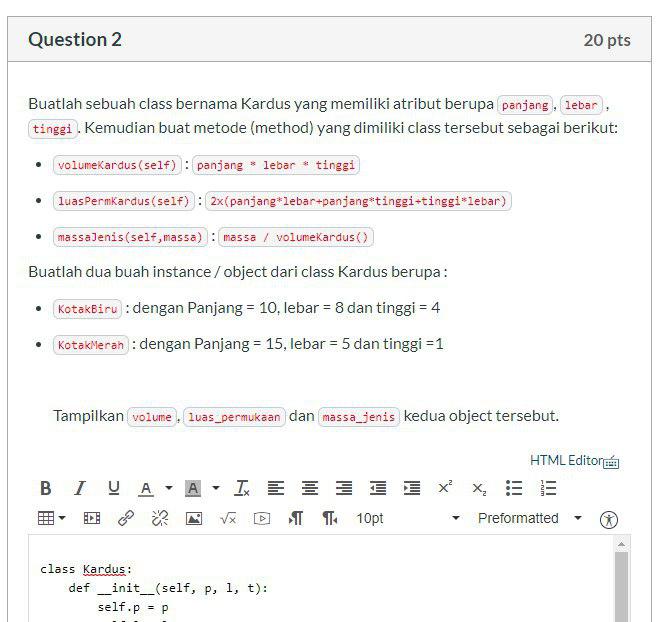 Question 2 20 pts
Buatlah sebuah class bernama Kardus yang memiliki atribut berupa panjang, lebar,
tinggi. Kemudian buat metode (method) yang dimiliki class tersebut sebagai berikut:
volumeKardus(self) : panjang * lebar * tinggi
luasPermKardus(self) : 2x(panjang*lebar+panjang*tinggi+tinggi*lebar)
massaJenis(self,massa) : massa / volumeKardus()
Buatlah dua buah instance / object dari class Kardus berupa :
KotakBiru : dengan Panjang = 10, lebar = 8 dan tinggi = 4
KotakMerah : dengan Panjang = 15, lebar = 5 dan tinggi =1
Tampilkan volume, luas_permukaan dan massa_jenis kedua object tersebut.
HTML Editor
B I U A A Tx x² x₂
√x ¶ ¶ 10pt Preformatted
class Kardus:
def __init__(self, p, l, t):
self.p = p